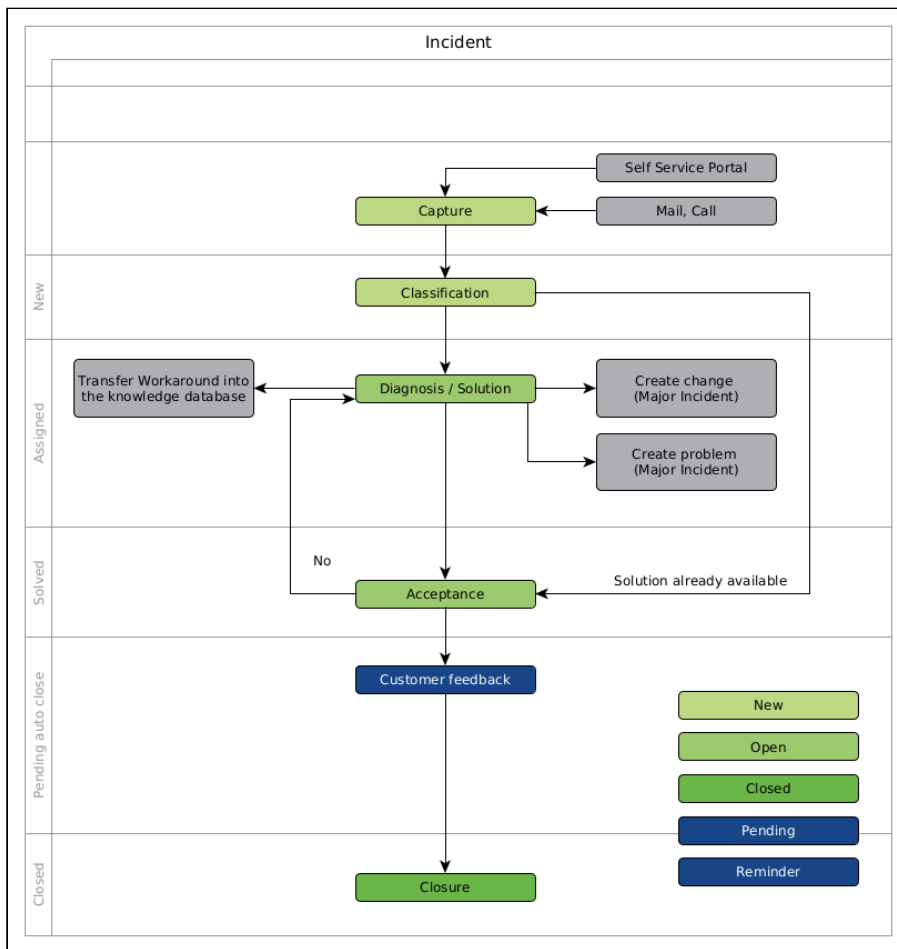 Incident
Self Service Portal
Capture
Mail, Call
New
Classification
Assigned
Transfer Workaround into
the knowledge database
Diagnosis / Solution
Create change
(Major Incident)
Create problem
(Major Incident)
Solved
No
Solution already available
Acceptance
Pending auto close
Customer feedback
New
Open
Closed
Pending
Reminder
Closed
Closure